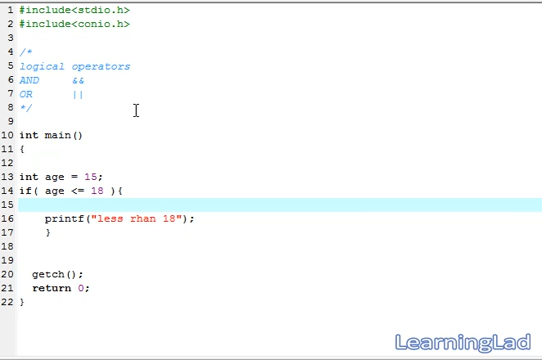 1 #include<stdio.h>
2 #include<conio.h>
3
4 /*
5 logical operators
6 AND &&
7 OR ||
8 */
9
10 int main()
11 {
12
13 int age = 15;
14 if( age <= 18 ){
15
16 printf("less rhan 18");
17 }
18
19
20 getch();
21 return 0;
22 }
LearningLad